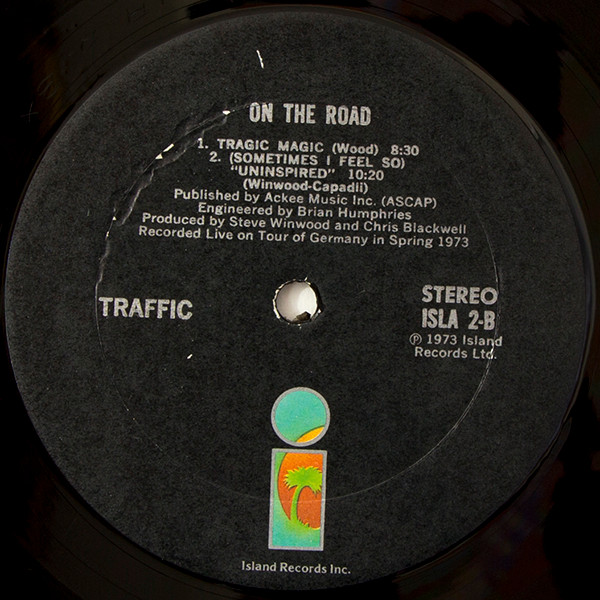 ON THE ROAD
1. TRAGIC MAGIC (Wood) 8:30
2. (SOMETIMES I FEEL SO)
"UNINSPIRED" 10:20
(Winwood-Capadii)
Published by Ackee Music Inc. (ASCAP)
Engineered by Brian Humphries
Produced by Steve Winwood and Chris Blackwell
Recorded Live on Tour of Germany in Spring 1973
TRAFFIC
STEREO
ISLA 2-B
℗ 1973 Island
Records Ltd.
Island Records Inc.